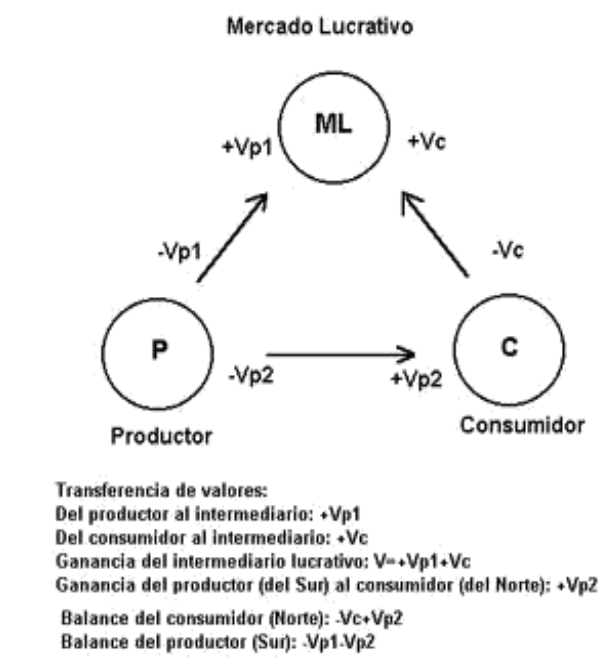 Mercado Lucrativo
ML
+Vp1
+Vc
-Vp1
-Vc
P
C
-Vp2
+Vp2
Productor
Consumidor
Transferencia de valores:
Del productor al intermediario: +Vp1
Del consumidor al intermediario: +Vc
Ganancia del intermediario lucrativo: V=+Vp1+Vc
Ganancia del productor (del Sur) al consumidor (del Norte): +Vp2
Balance del consumidor (Norte): -Vc+Vp2
Balance del productor (Sur): -Vp1-Vp2